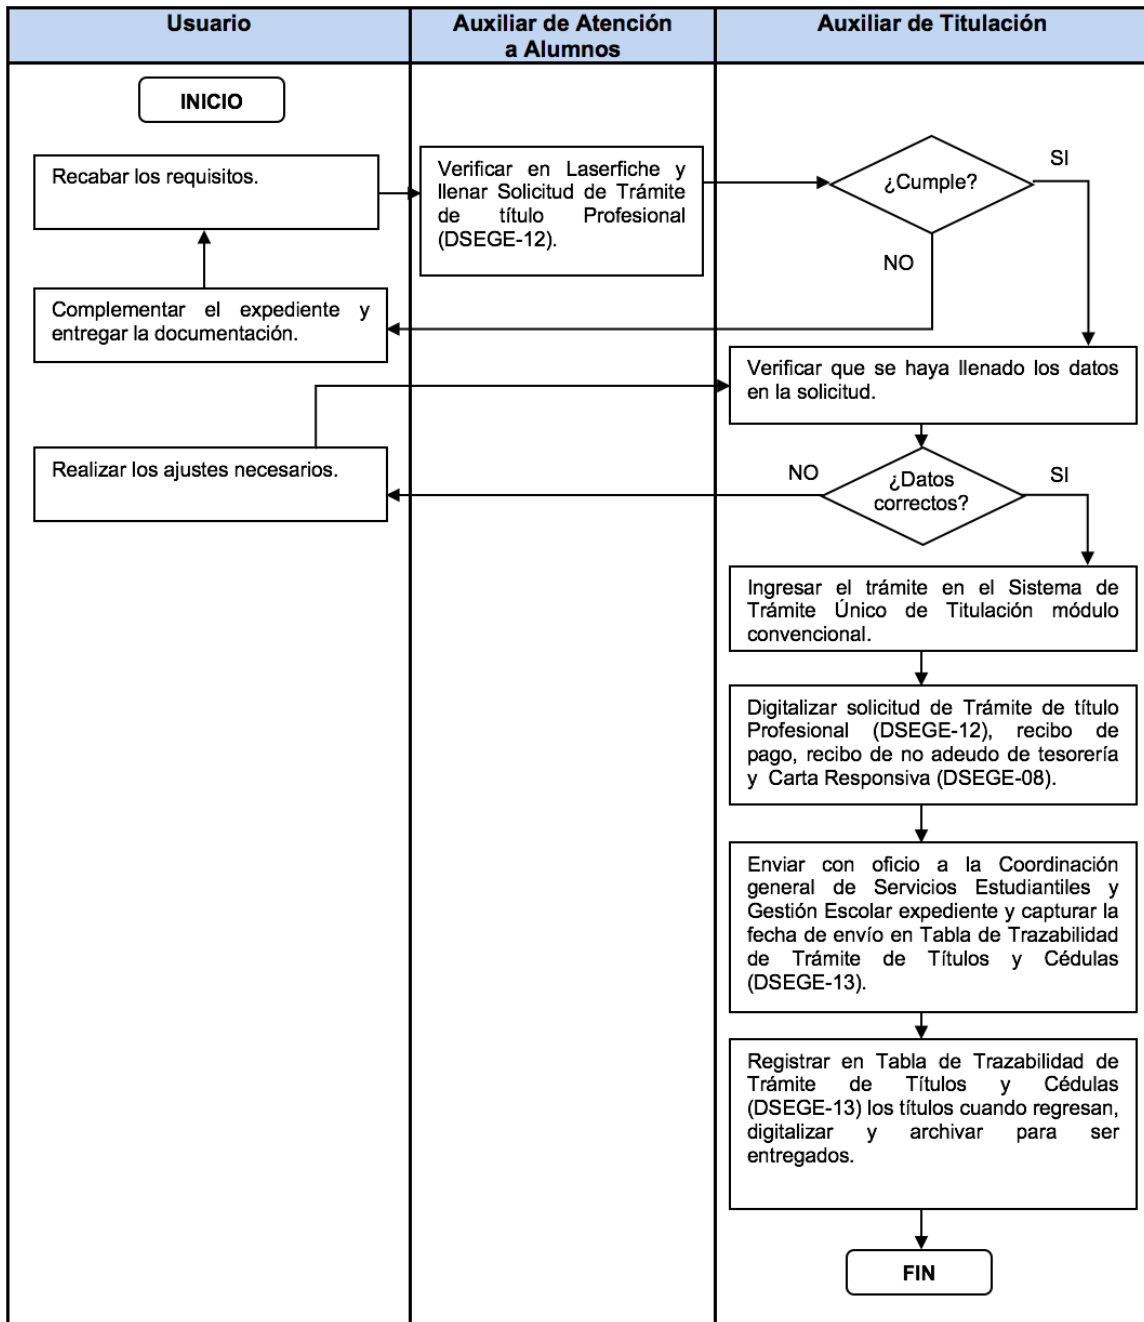 Usuario
Auxiliar de Atención
a Alumnos
Auxiliar de Titulación
INICIO
Recabar los requisitos.
Verificar en Laserfiche y
llenar Solicitud de Trámite
de título Profesional
(DSEGE-12).
¿Cumple?
SI
NO
Complementar el expediente y
entregar la documentación.
Verificar que se haya llenado los datos
en la solicitud.
Realizar los ajustes necesarios.
NO
¿Datos
correctos?
SI
Ingresar el trámite en el Sistema de
Trámite Único de Titulación módulo
convencional.
Digitalizar solicitud de Trámite de título
Profesional (DSEGE-12), recibo de
pago, recibo de no adeudo de tesorería
y Carta Responsiva (DSEGE-08).
Enviar con oficio a la Coordinación
general de Servicios Estudiantiles y
Gestión Escolar expediente y capturar la
fecha de envío en Tabla de Trazabilidad
de Trámite de Títulos y Cédulas
(DSEGE-13).
Registrar en Tabla de Trazabilidad de
Trámite de Títulos y Cédulas
(DSEGE-13) los títulos cuando regresan,
digitalizar y archivar para ser
entregados.
FIN